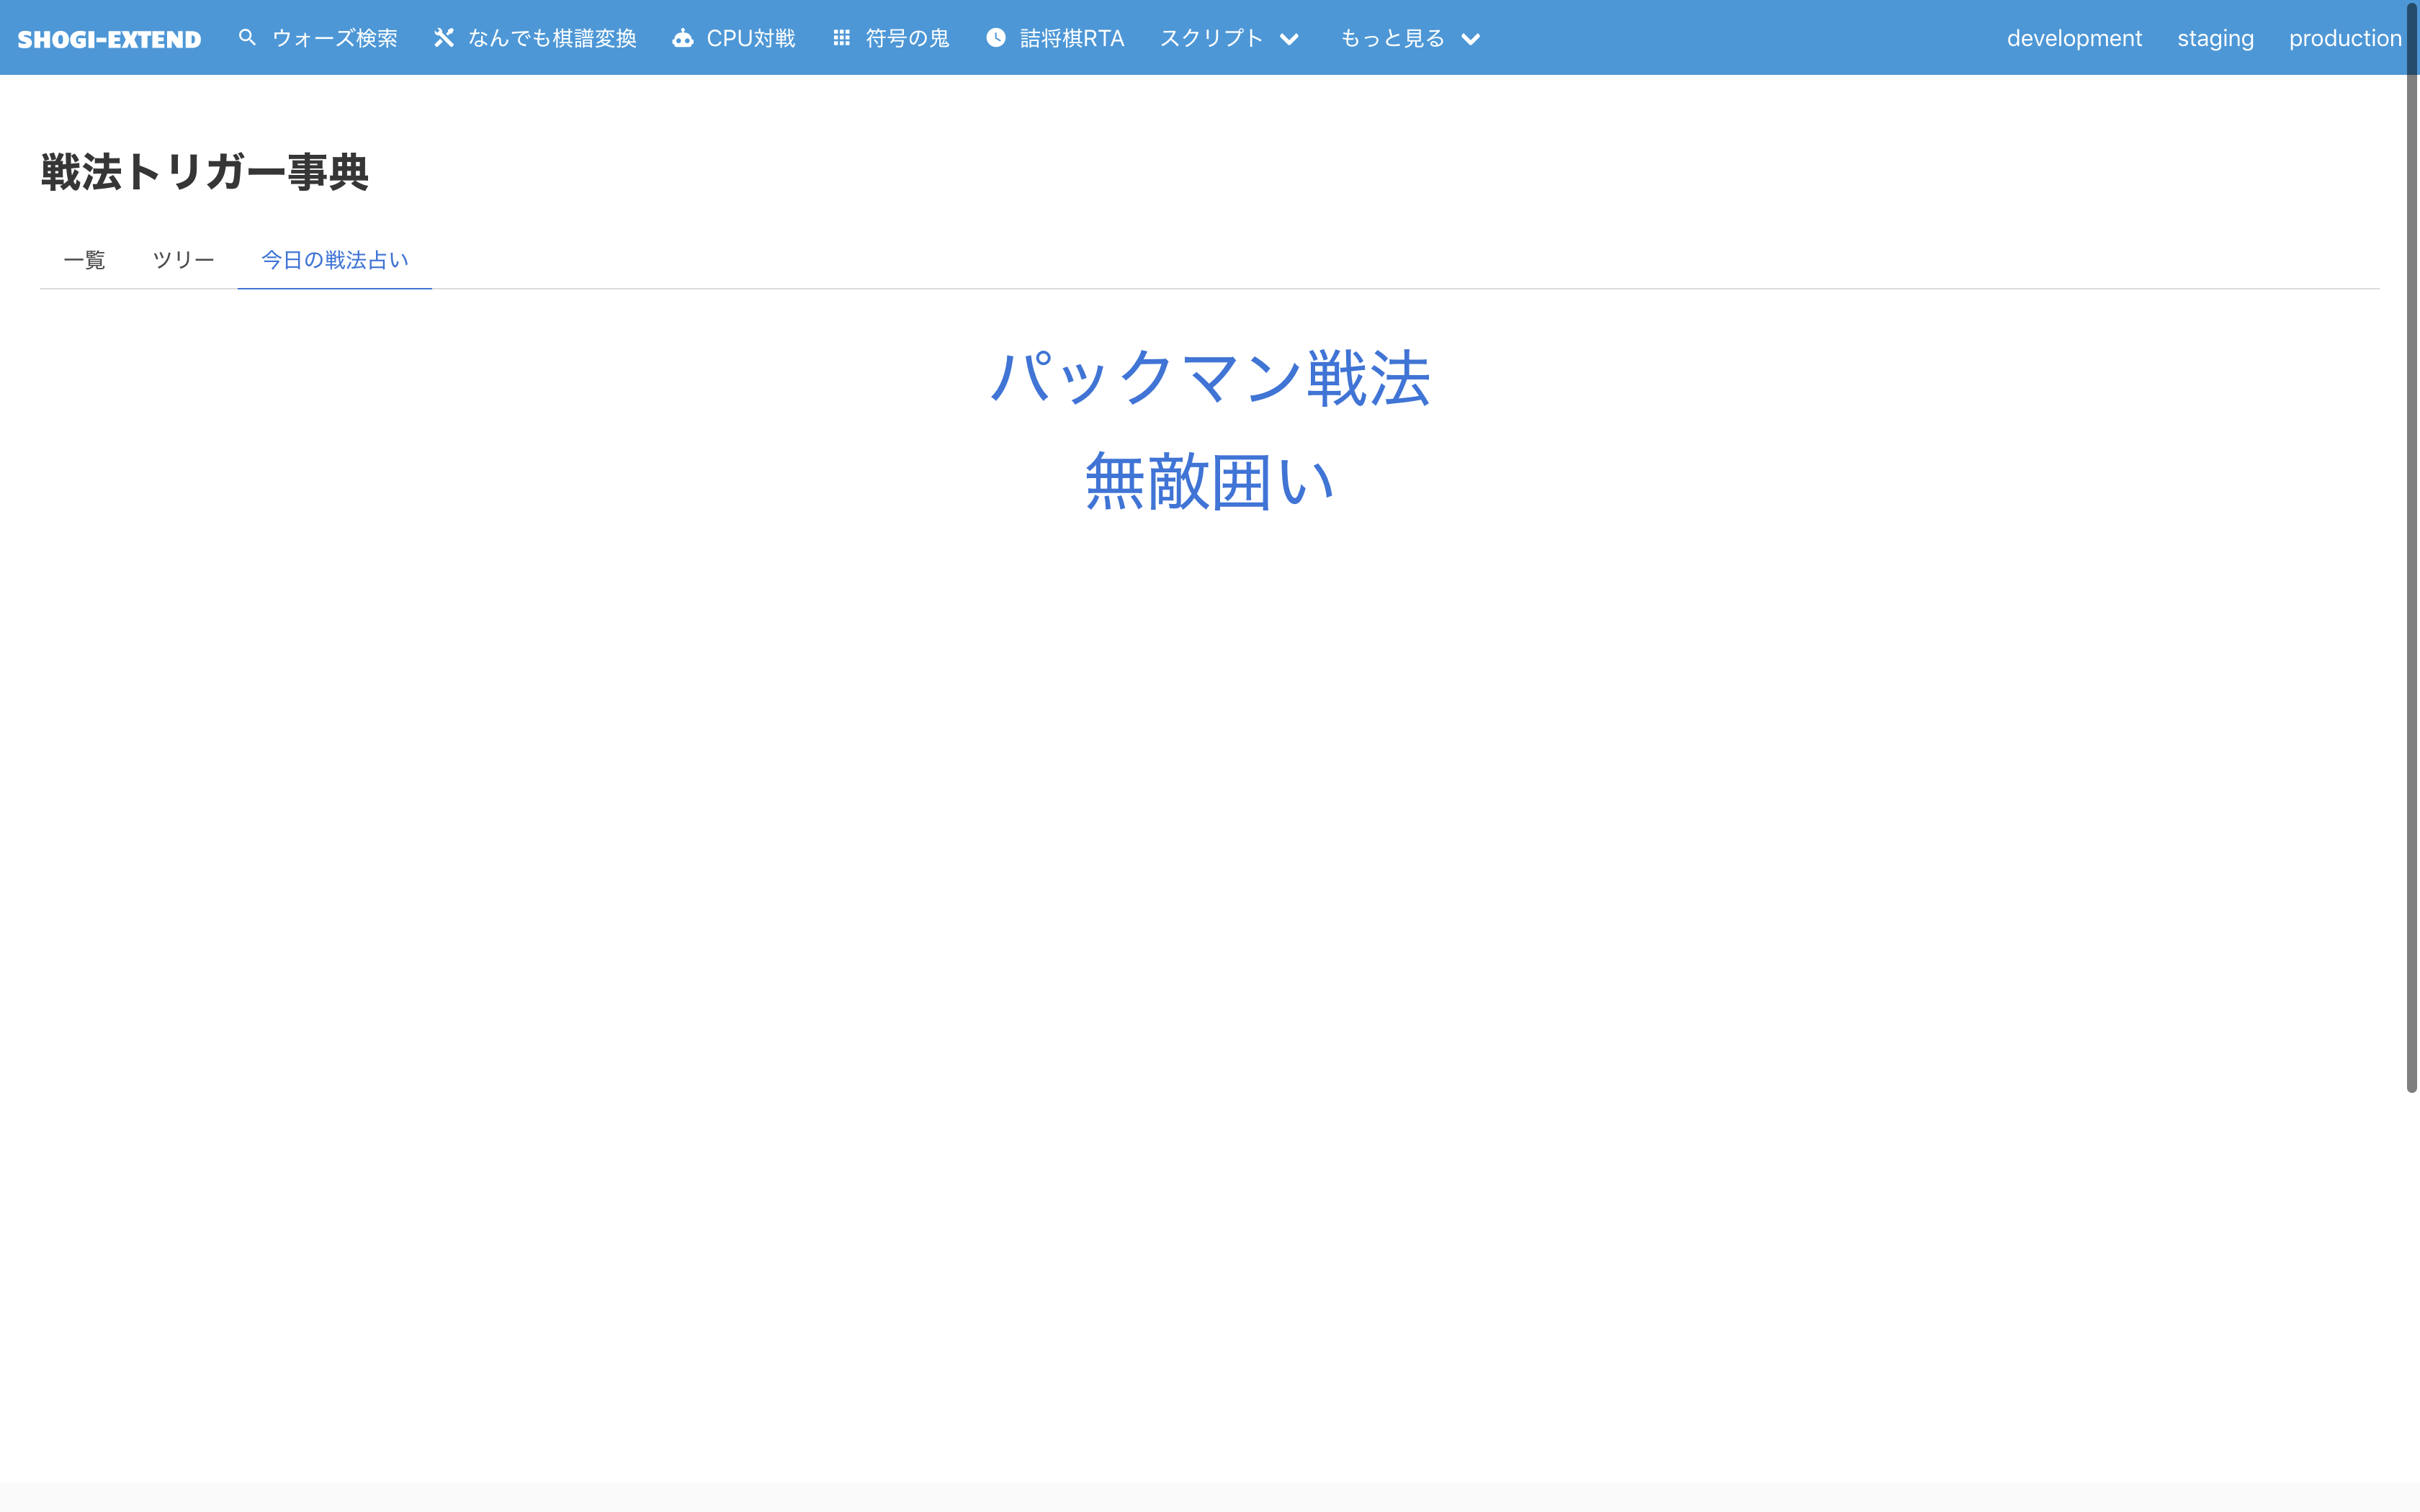 SHOGI-EXTEND ウォーズ検索 なんでも棋譜変換 CPU対戦 符号の鬼 詰将棋RTA スクリプト もっと見る development staging production
戦法トリガー事典
一覧 ツリー 今日の戦法占い
パックマン戦法
無敵囲い